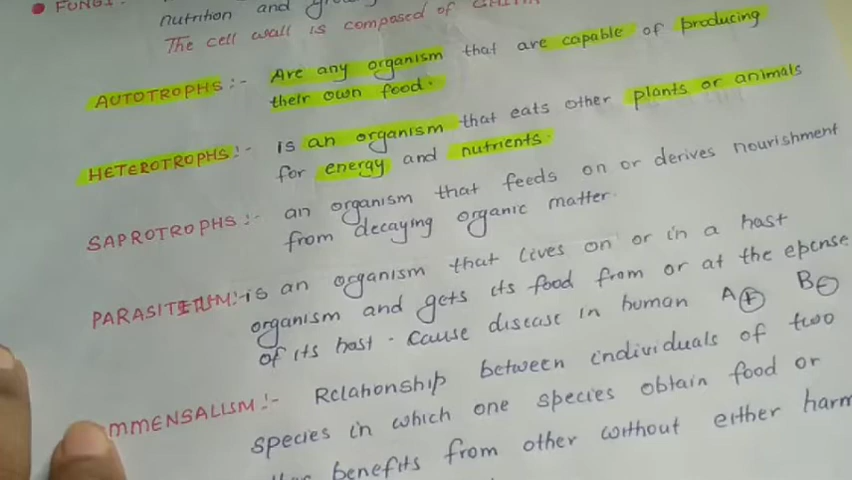 FUNGI :
nutrition and
The cell wall is composed of CHITIN
AUTOTROPHS :- Are any organism that are capable of producing
their own food.
HETEROTROPHS :- is an organism that eats other plants or animals
for energy and nutrients.
SAPROTROPHS :- an organism that feeds on or derives nourishment
from decaying organic matter.
PARASITEISM :- is an organism that lives on or in a host
organism and gets its food from or at the epense
of its host - cause disease in human A + B -
MMENSALISM :- Relationship between individuals of two
species in which one species obtain food or
benefits from other without either harm